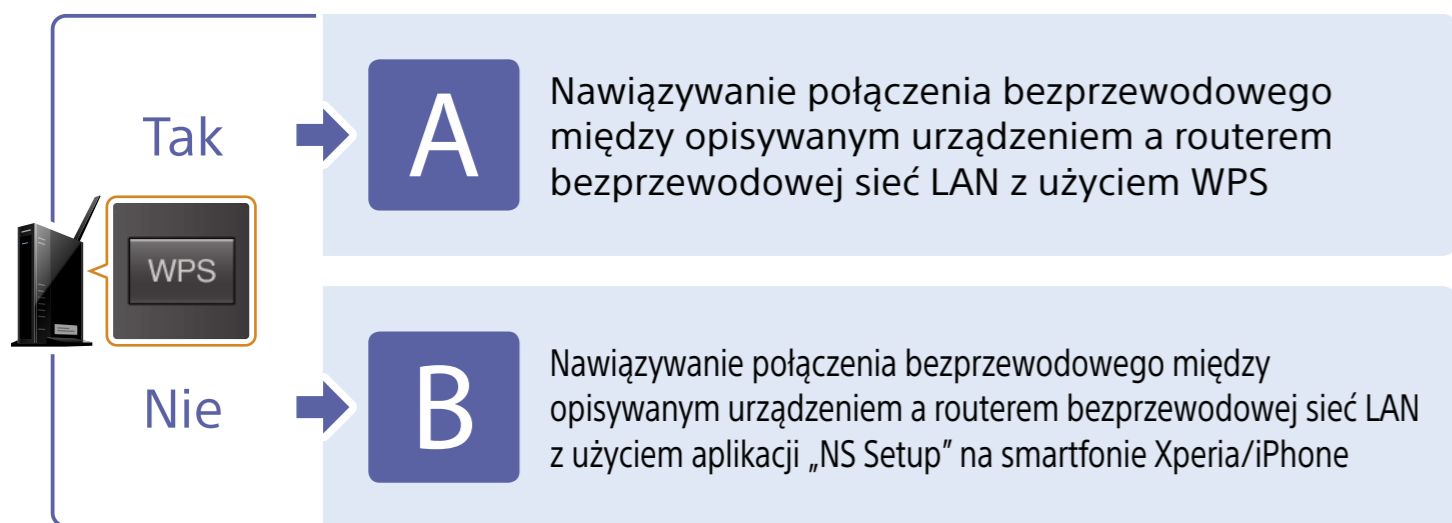 Tak
A
Nawiązywanie połączenia bezprzewodowego
między opisywanym urządzeniem a routerem
bezprzewodowej sieć LAN z użyciem WPS
WPS
Nie
B
Nawiązywanie połączenia bezprzewodowego między
opisywanym urządzeniem a routerem bezprzewodowej sieć LAN
z użyciem aplikacji „NS Setup” na smartfonie Xperia/iPhone